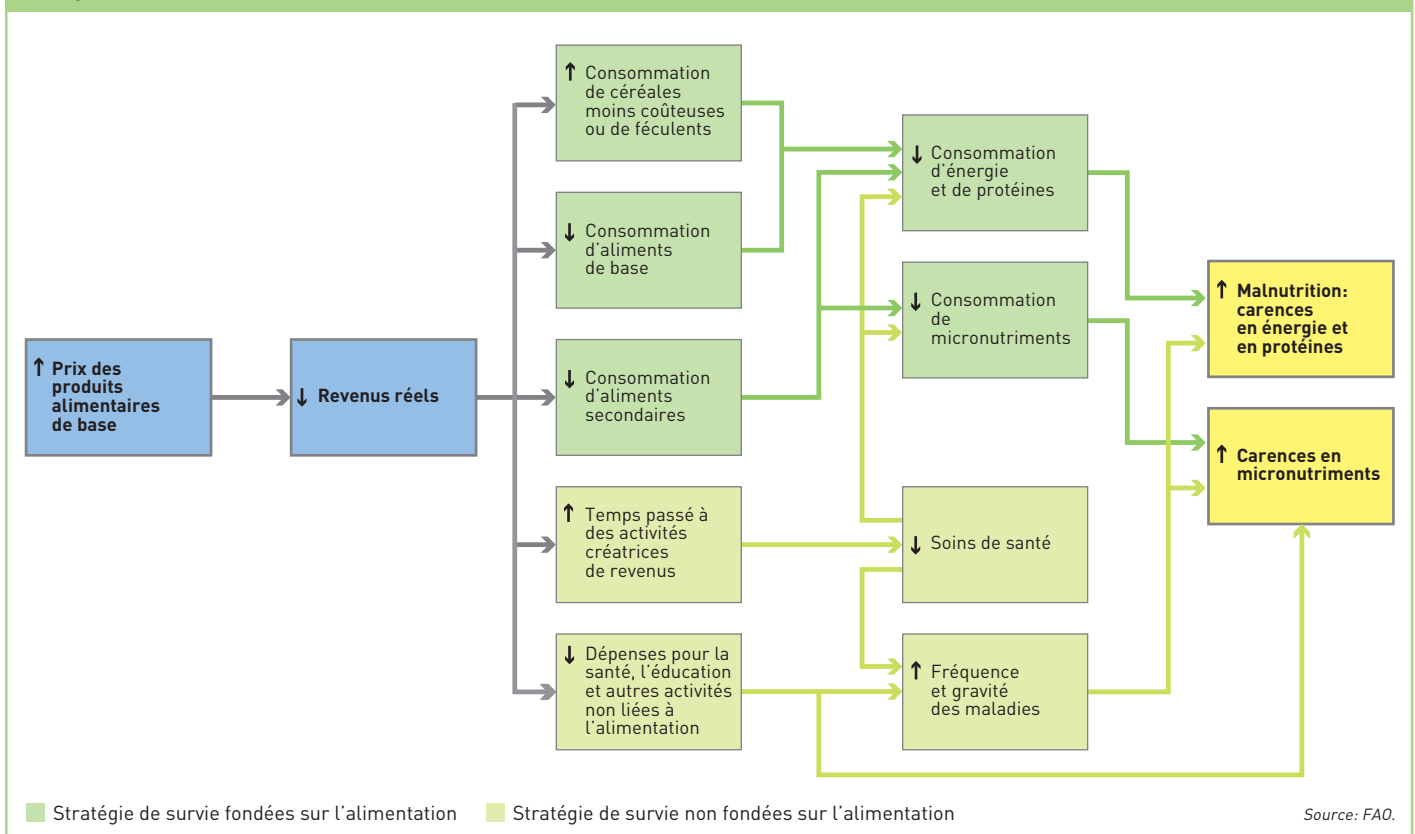 ↑ Consommation
de céréales
moins coûteuses
ou de féculents
↓ Consommation
d'énergie
et de protéines
↓ Consommation
d'aliments
de base
↓ Consommation
de
micronutriments
↑ Malnutrition:
carences
en énergie et
en protéines
↑ Prix des
produits
alimentaires
de base
↓ Revenus réels
↓ Consommation
d'aliments
secondaires
↑ Carences en
micronutriments
↑ Temps passé à
des activités
créatrices
de revenus
↓ Soins de santé
↓ Dépenses pour la
santé, l'éducation
et autres activités
non liées à
l'alimentation
↑ Fréquence
et gravité
des maladies
Stratégie de survie fondées sur l'alimentation
Stratégie de survie non fondées sur l'alimentation
Source: FAO.